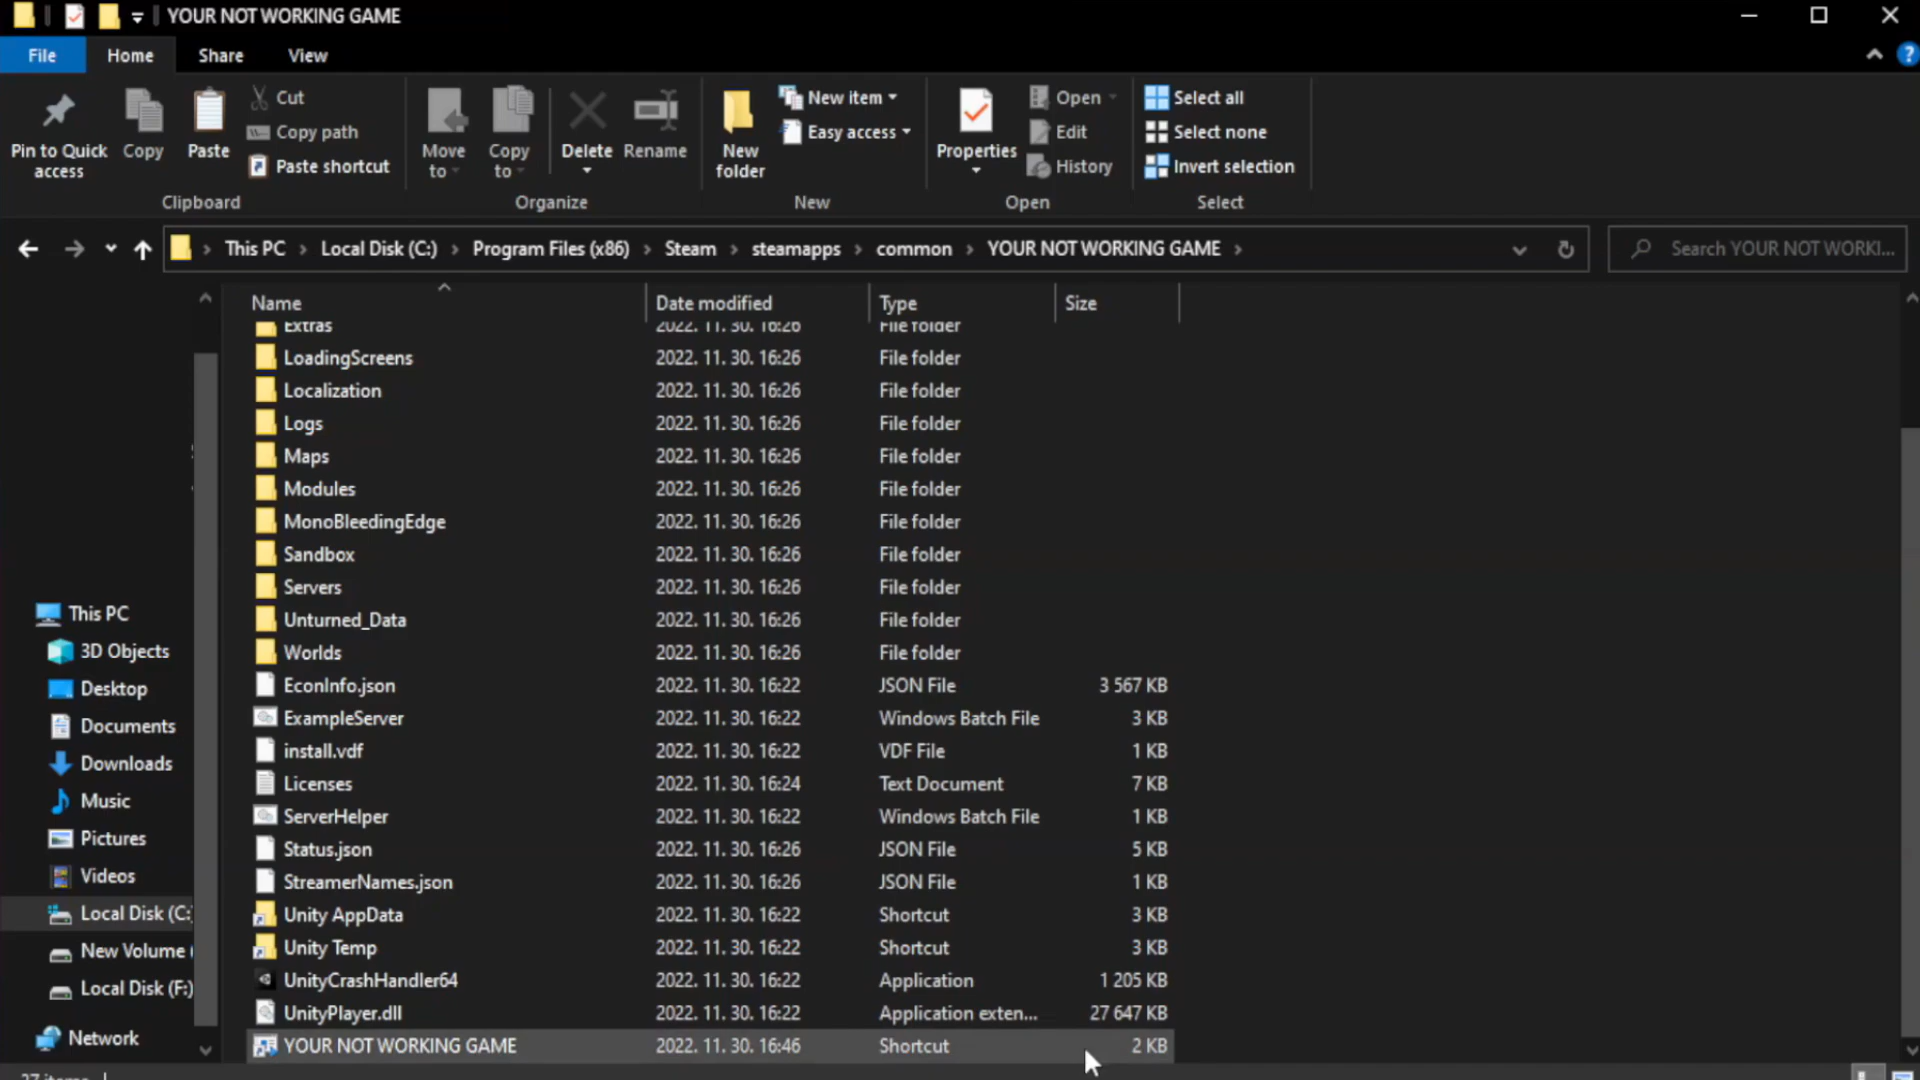 YOUR NOT WORKING GAME
File Home Share View
Pin to Quick access
Copy
Paste
Cut
Copy path
Paste shortcut
Clipboard
Move to
Copy to
Delete
Rename
Organize
New folder
New item
Easy access
New
Properties
Open
Edit
History
Open
Select all
Select none
Invert selection
Select
This PC > Local Disk (C:) > Program Files (x86) > Steam > steamapps > common > YOUR NOT WORKING GAME >
Search YOUR NOT WORKI...
This PC
3D Objects
Desktop
Documents
Downloads
Music
Pictures
Videos
Local Disk (C:)
New Volume (
Local Disk (F:)
Network
Name Date modified Type Size
Extras 2022. 11. 30. 16:26 File folder
LoadingScreens 2022. 11. 30. 16:26 File folder
Localization 2022. 11. 30. 16:26 File folder
Logs 2022. 11. 30. 16:26 File folder
Maps 2022. 11. 30. 16:26 File folder
Modules 2022. 11. 30. 16:26 File folder
MonoBleedingEdge 2022. 11. 30. 16:26 File folder
Sandbox 2022. 11. 30. 16:26 File folder
Servers 2022. 11. 30. 16:26 File folder
Unturned_Data 2022. 11. 30. 16:26 File folder
Worlds 2022. 11. 30. 16:26 File folder
EconInfo.json 2022. 11. 30. 16:22 JSON File 3 567 KB
ExampleServer 2022. 11. 30. 16:22 Windows Batch File 3 KB
install.vdf 2022. 11. 30. 16:22 VDF File 1 KB
Licenses 2022. 11. 30. 16:24 Text Document 7 KB
ServerHelper 2022. 11. 30. 16:22 Windows Batch File 1 KB
Status.json 2022. 11. 30. 16:26 JSON File 5 KB
StreamerNames.json 2022. 11. 30. 16:26 JSON File 1 KB
Unity AppData 2022. 11. 30. 16:22 Shortcut 3 KB
Unity Temp 2022. 11. 30. 16:22 Shortcut 3 KB
UnityCrashHandler64 2022. 11. 30. 16:22 Application 1 205 KB
UnityPlayer.dll 2022. 11. 30. 16:22 Application exten... 27 647 KB
YOUR NOT WORKING GAME 2022. 11. 30. 16:46 Shortcut 2 KB